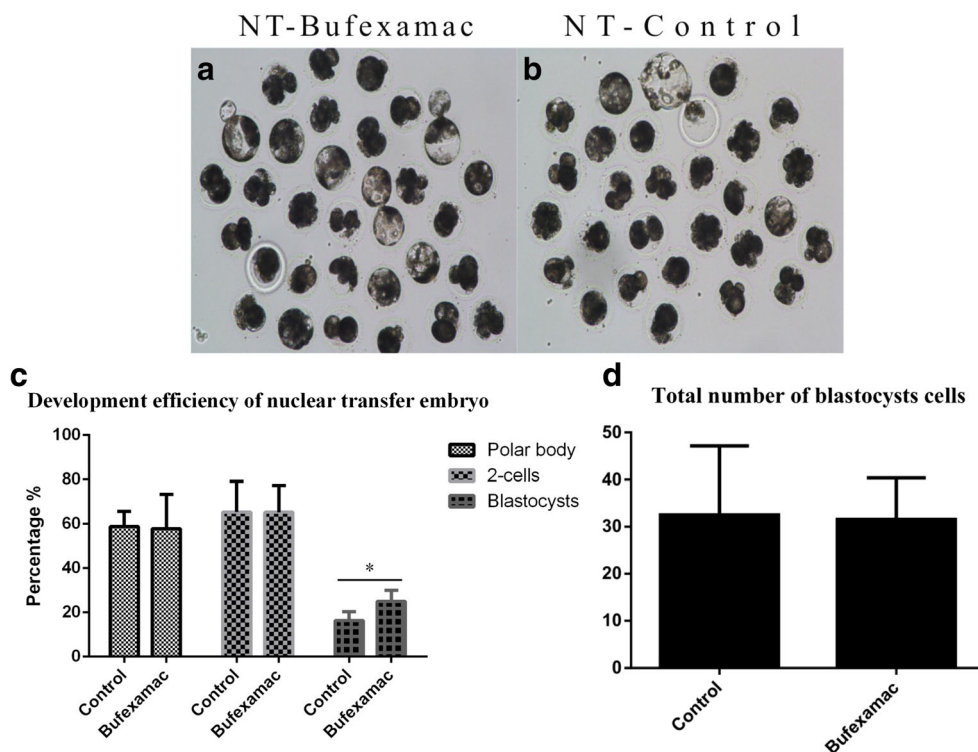 NT-Bufexamac
NT-Control
a
b
c
Development efficiency of nuclear transfer embryo
Percentage %
100
80
60
40
20
0
Control
Bufexamac
Control
Bufexamac
Control
Bufexamac
*
Polar body
2-cells
Blastocysts
d
Total number of blastocysts cells
50
40
30
20
10
0
Control
Bufexamac